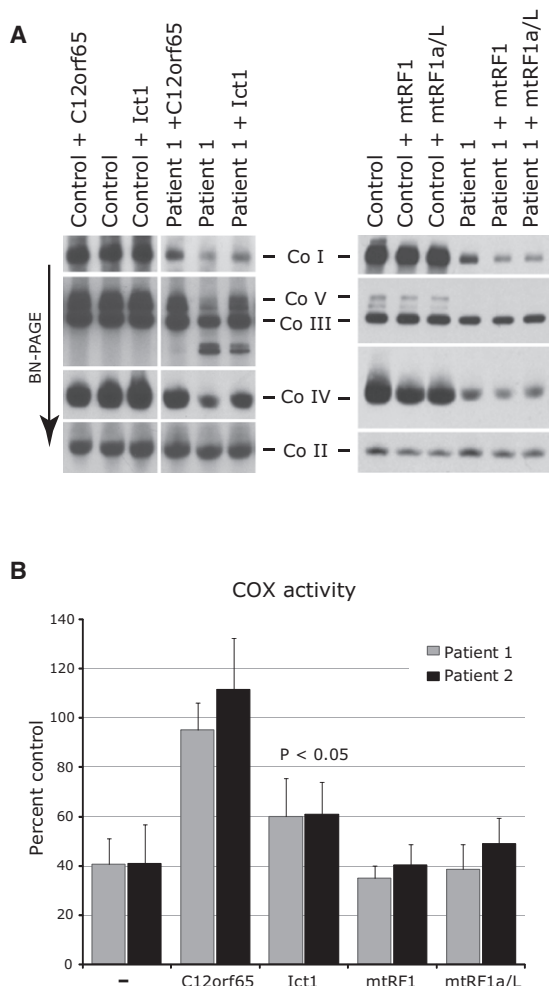 A
Control + C12orf65
Control
Control + Ict1
Patient 1 +C12orf65
Patient 1
Patient 1 + Ict1
Control
Control + mtRF1
Control + mtRF1a/L
Patient 1
Patient 1 + mtRF1
Patient 1 + mtRF1a/L
BN-PAGE
Co I
Co V
Co III
Co IV
Co II
B
COX activity
Percent control
140
120
100
80
60
40
20
0
Patient 1
Patient 2
P < 0.05
– C12orf65 Ict1 mtRF1 mtRF1a/L